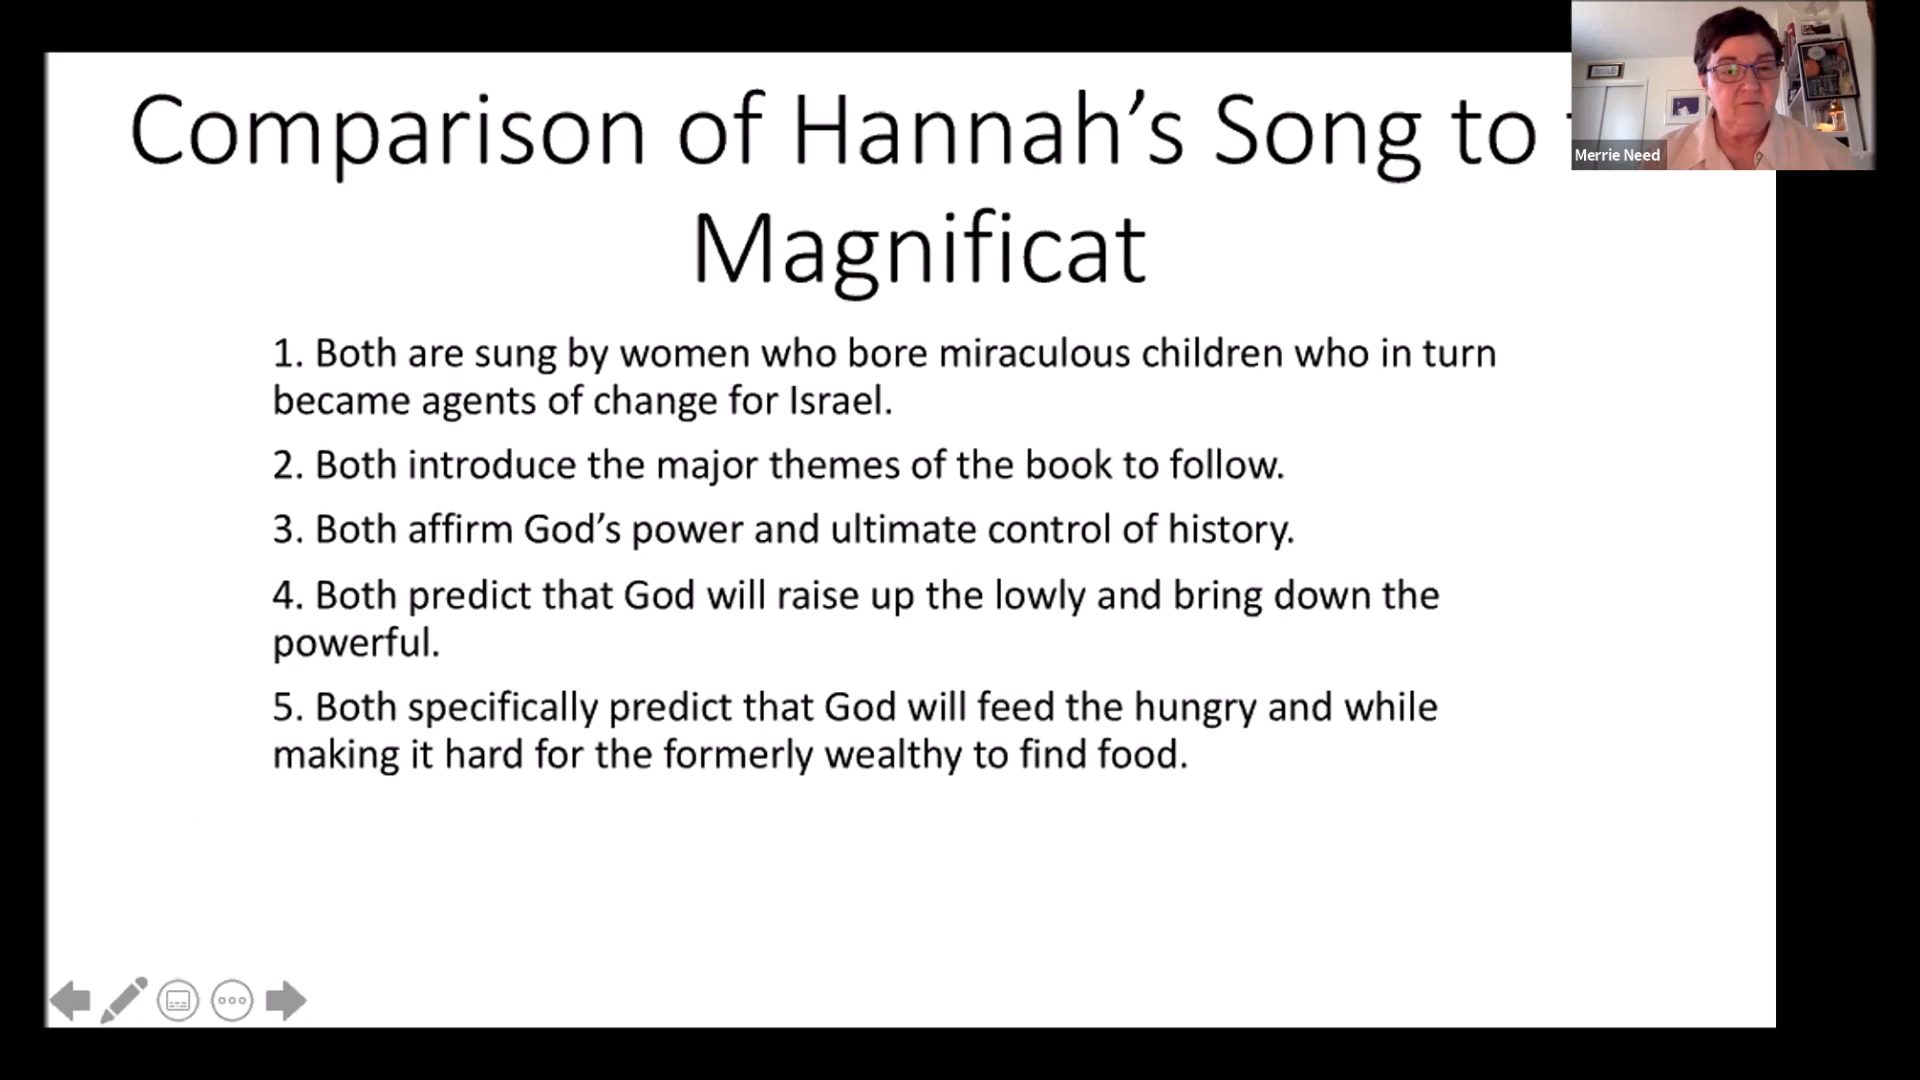 Comparison of Hannah’s Song to
Magnificat
Merrie Need
1. Both are sung by women who bore miraculous children who in turn
became agents of change for Israel.
2. Both introduce the major themes of the book to follow.
3. Both affirm God’s power and ultimate control of history.
4. Both predict that God will raise up the lowly and bring down the
powerful.
5. Both specifically predict that God will feed the hungry and while
making it hard for the formerly wealthy to find food.